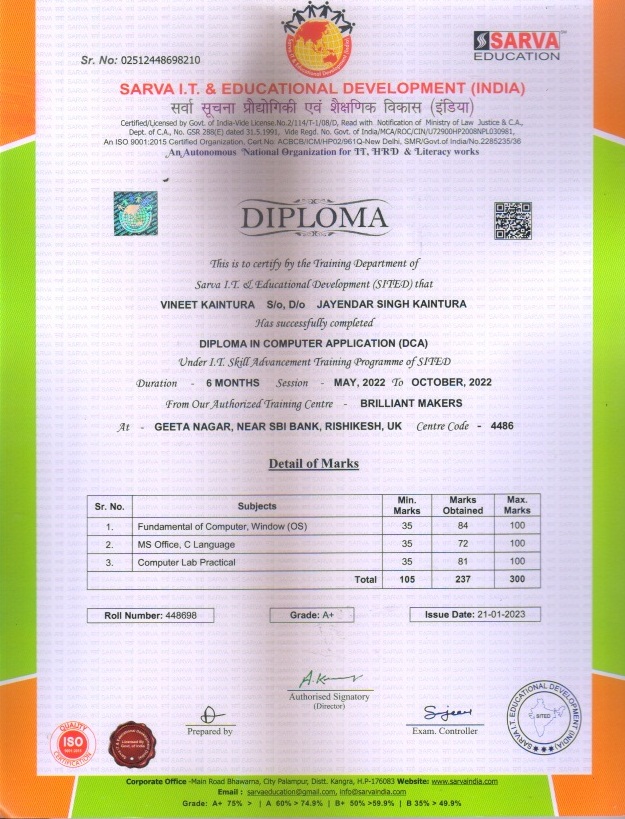 Sr. No: 02512448698210
SARVA
EDUCATION
SARVA I.T. & EDUCATIONAL DEVELOPMENT (INDIA)
सर्वा सूचना प्रौद्योगिकी एवं शैक्षणिक विकास (इंडिया)
Certified/Licensed by Govt. of India-Vide License.No.2/114/T-1/08/D, Read with Notification of Ministry of Law Justice & C.A.,
Dept. of C.A., No. GSR 288(E) dated 31.5.1991, Vide Regd. No. Govt. of India/MCA/ROC/CIN/U72900HP2008NPL030981,
An ISO 9001:2015 Certified Organization, Cert.No: ACBCB/ICM/HP02/961Q-New Delhi, SMR/Govt.of India/No.2285235/36
An Autonomous National Organization for IT, HRD & Literacy works
DIPLOMA
This is to certify by the Training Department of
Sarva I.T. & Educational Development (SITED) that
VINEET KAINTURA S/o, D/o JAYENDAR SINGH KAINTURA
Has successfully completed
DIPLOMA IN COMPUTER APPLICATION (DCA)
Under I.T. Skill Advancement Training Programme of SITED
Duration - 6 MONTHS Session - MAY, 2022 To OCTOBER, 2022
From Our Authorized Training Centre - BRILLIANT MAKERS
At - GEETA NAGAR, NEAR SBI BANK, RISHIKESH, UK Centre Code - 4486
Detail of Marks
Sr. No. Subjects Min. Marks Marks Obtained Max. Marks
1. Fundamental of Computer, Window (OS) 35 84 100
2. MS Office, C Language 35 72 100
3. Computer Lab Practical 35 81 100
Total 105 237 300
Roll Number: 448698 Grade: A+ Issue Date: 21-01-2023
Authorised Signatory
(Director)
Prepared by
Exam. Controller
QUALITY
ISO
9001:2015
CERTIFICATION
SARVA I.T. EDUCATIONAL DEVELOPMENT (INDIA)
SITED
Corporate Office -Main Road Bhawarna, City Palampur, Distt. Kangra, H.P-176083 Website: www.sarvaindia.com
Email : sarvaeducation@gmail.com, info@sarvaindia.com
Grade: A+ 75% > | A 60% > 74.9% | B+ 50% >59.9% | B 35% > 49.9%